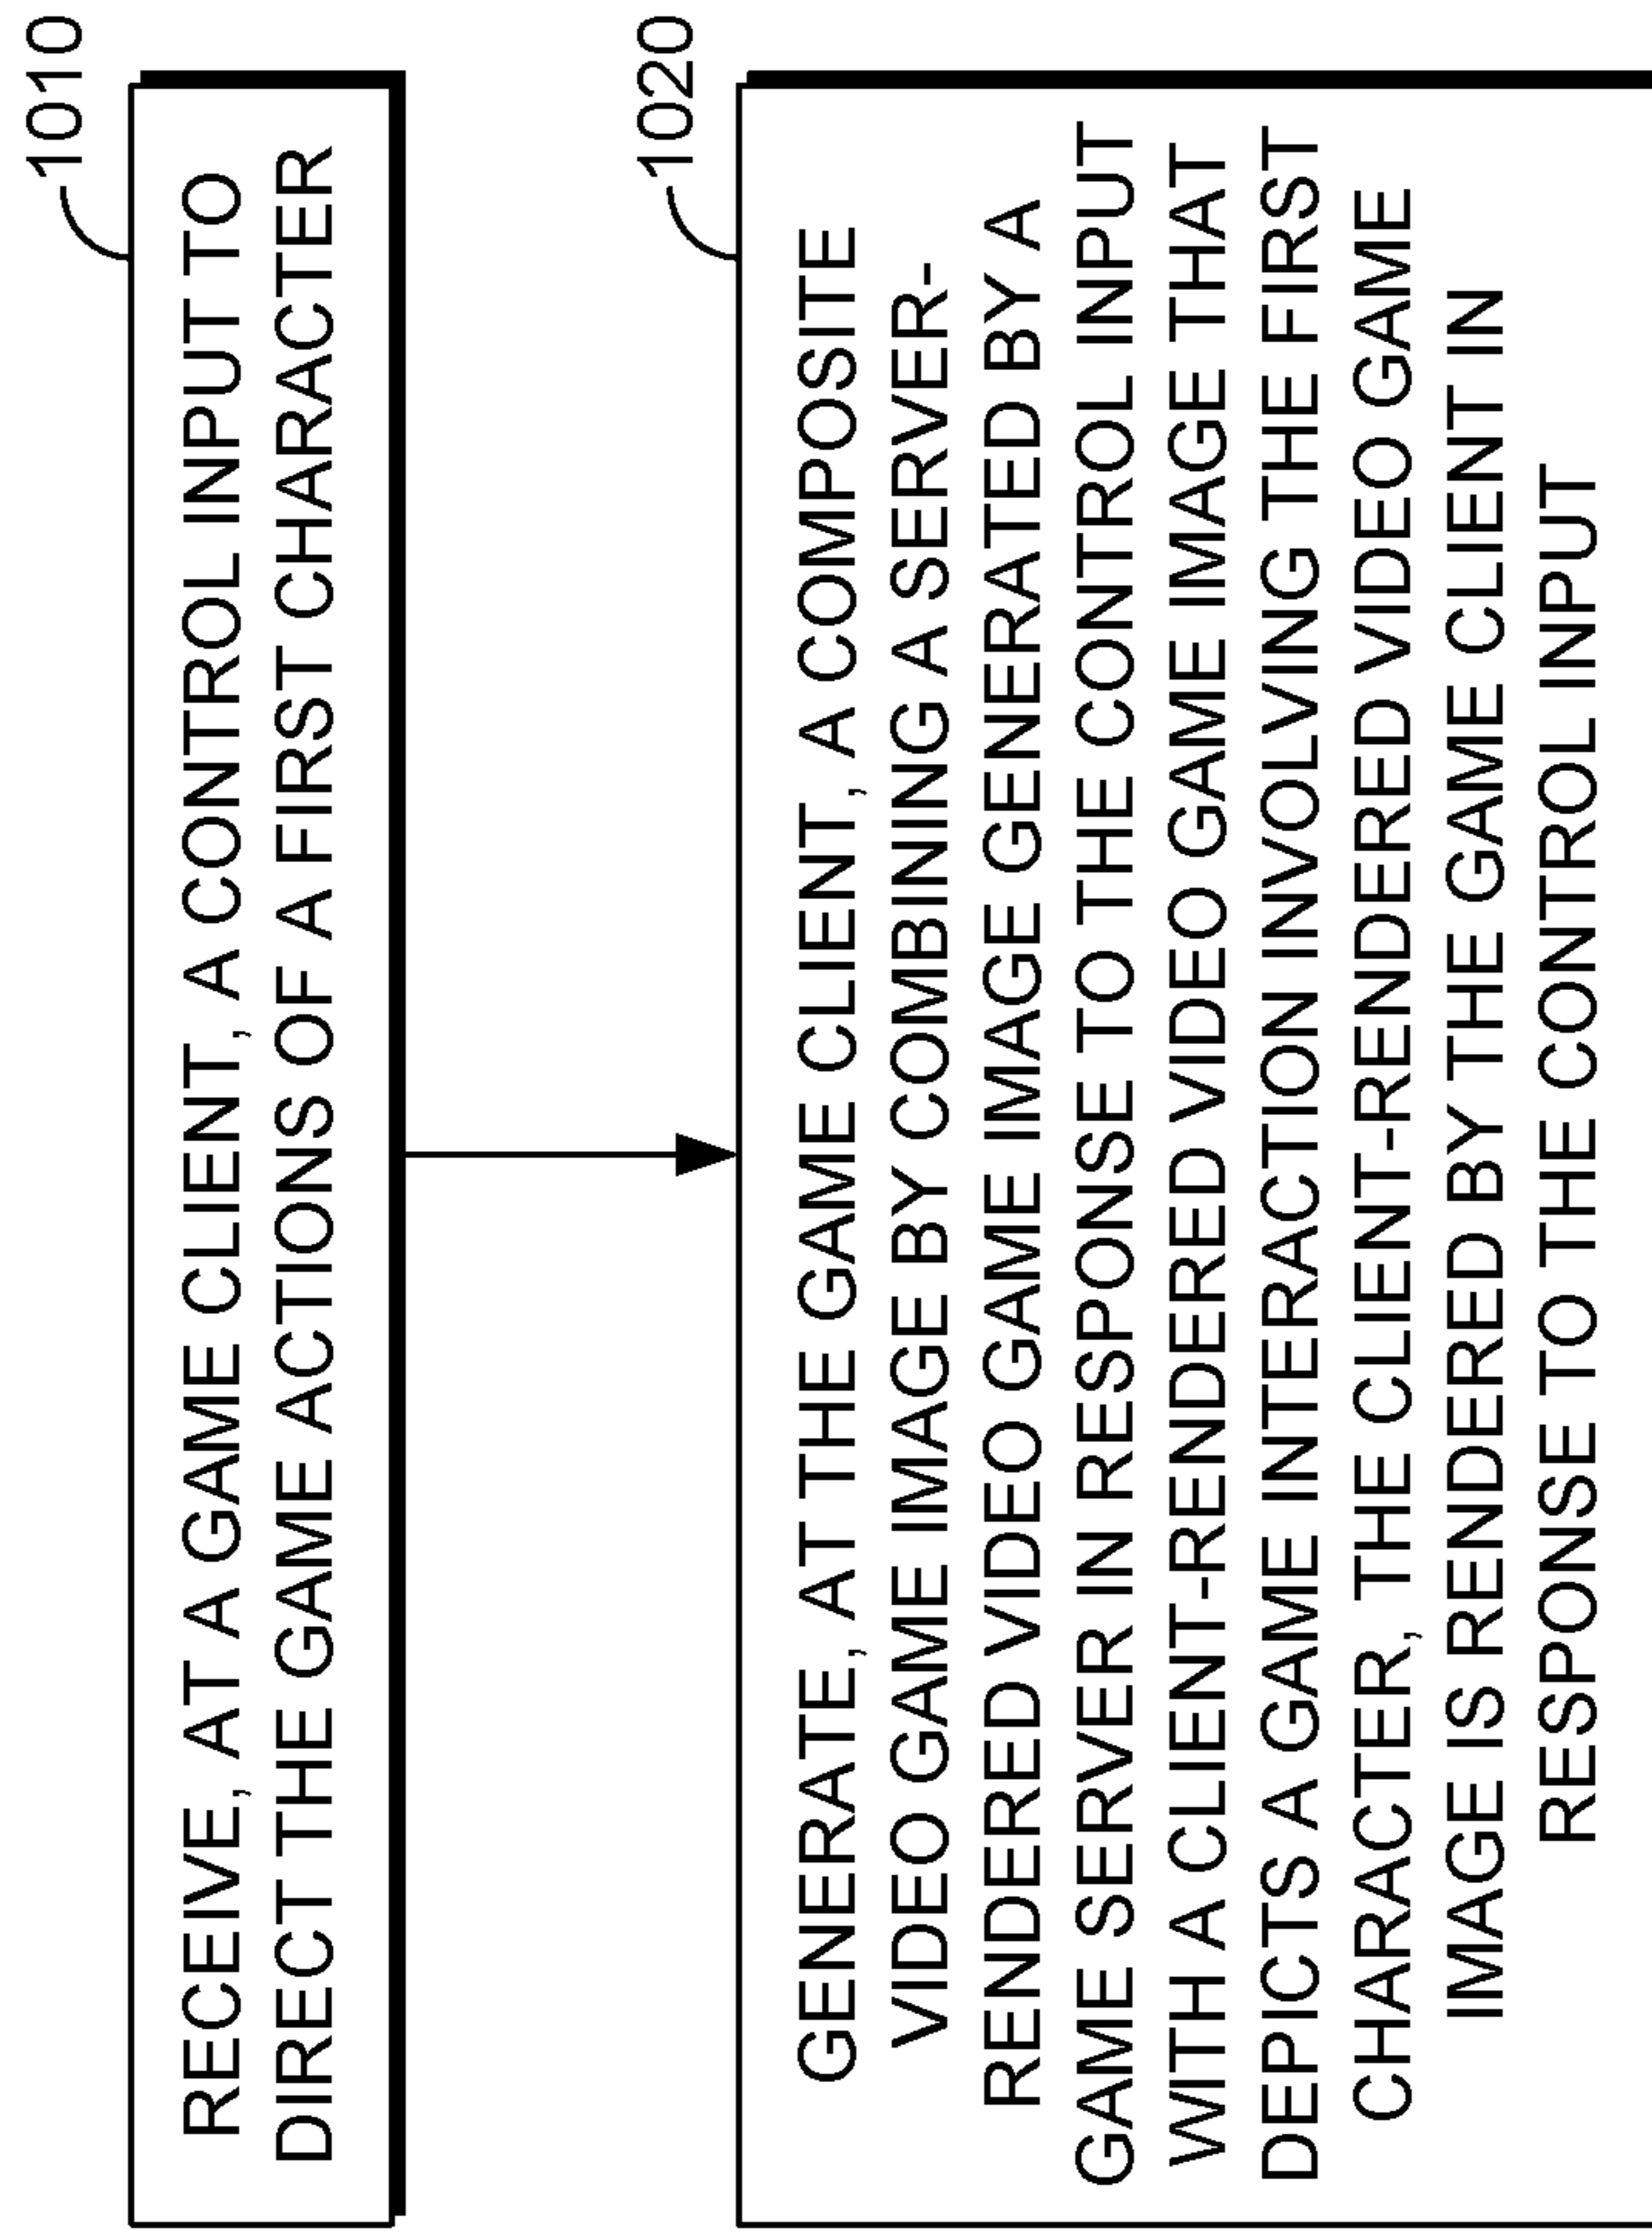 1010
RECEIVE, AT A GAME CLIENT, A CONTROL INPUT TO
DIRECT THE GAME ACTIONS OF A FIRST CHARACTER
1020
GENERATE, AT THE GAME CLIENT, A COMPOSITE
VIDEO GAME IMAGE BY COMBINING A SERVER-
RENDERED VIDEO GAME IMAGE GENERATED BY A
GAME SERVER IN RESPONSE TO THE CONTROL INPUT
WITH A CLIENT-RENDERED VIDEO GAME IMAGE THAT
DEPICTS A GAME INTERACTION INVOLVING THE FIRST
CHARACTER, THE CLIENT-RENDERED VIDEO GAME
IMAGE IS RENDERED BY THE GAME CLIENT IN
RESPONSE TO THE CONTROL INPUT